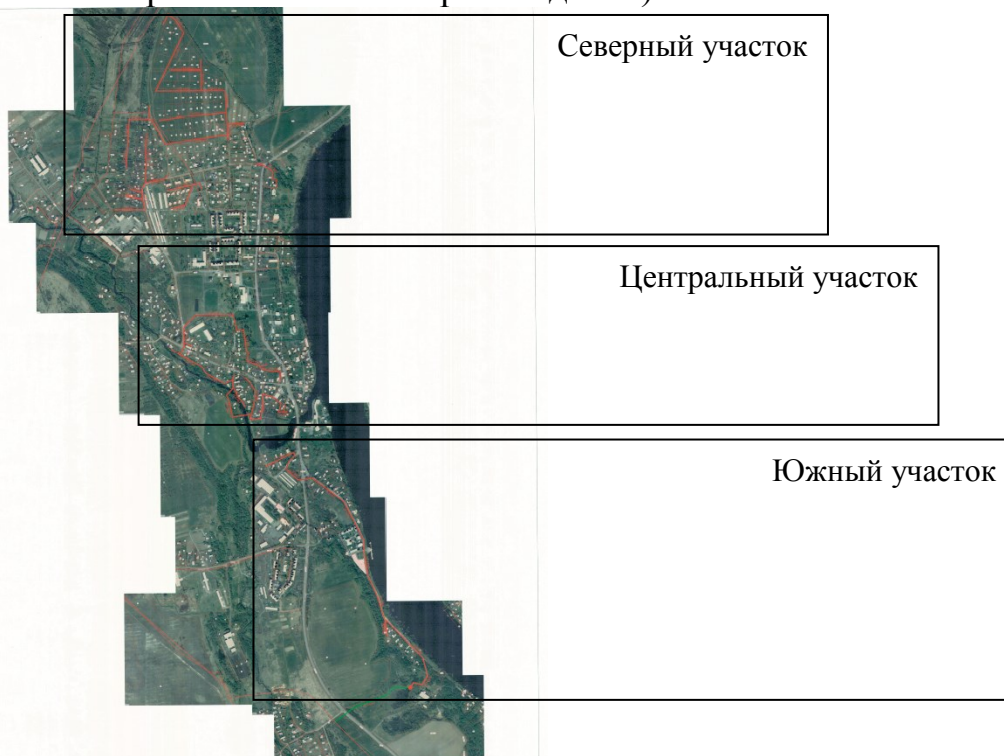 Северный участок
Центральный участок
Южный участок